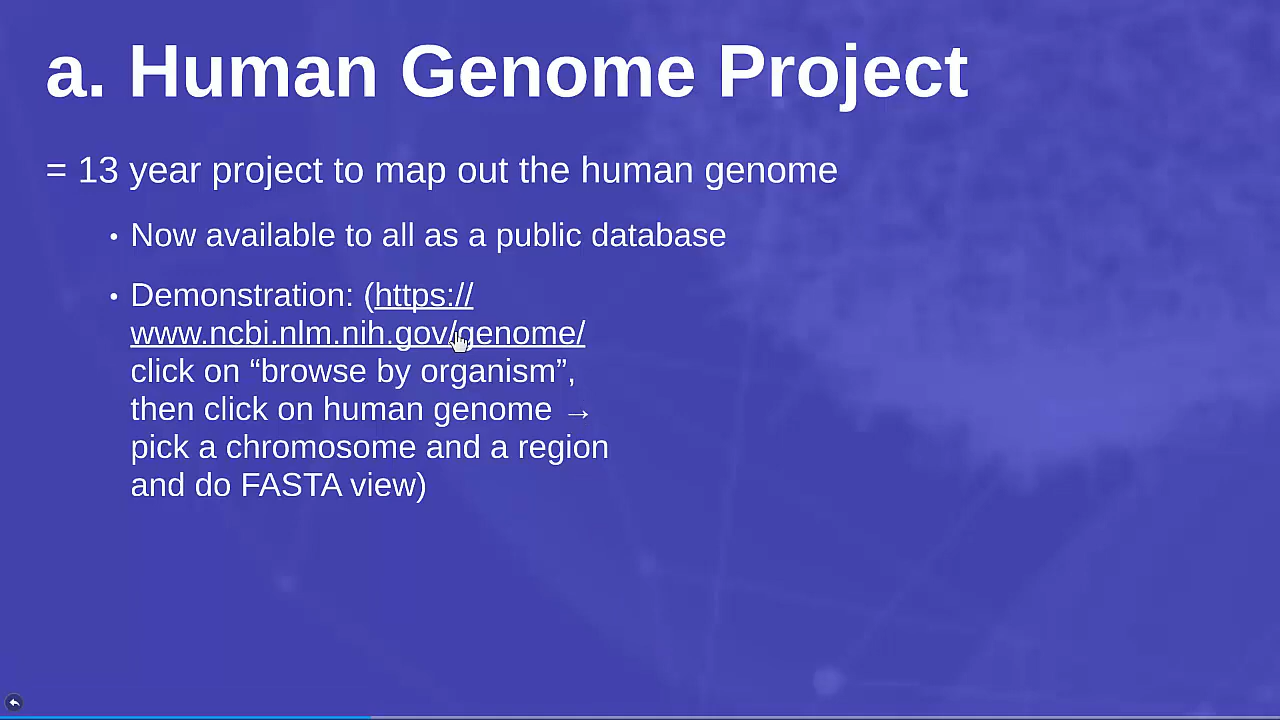 a. Human Genome Project
= 13 year project to map out the human genome
• Now available to all as a public database
• Demonstration: (https://
www.ncbi.nlm.nih.gov/genome/
click on “browse by organism”,
then click on human genome →
pick a chromosome and a region
and do FASTA view)